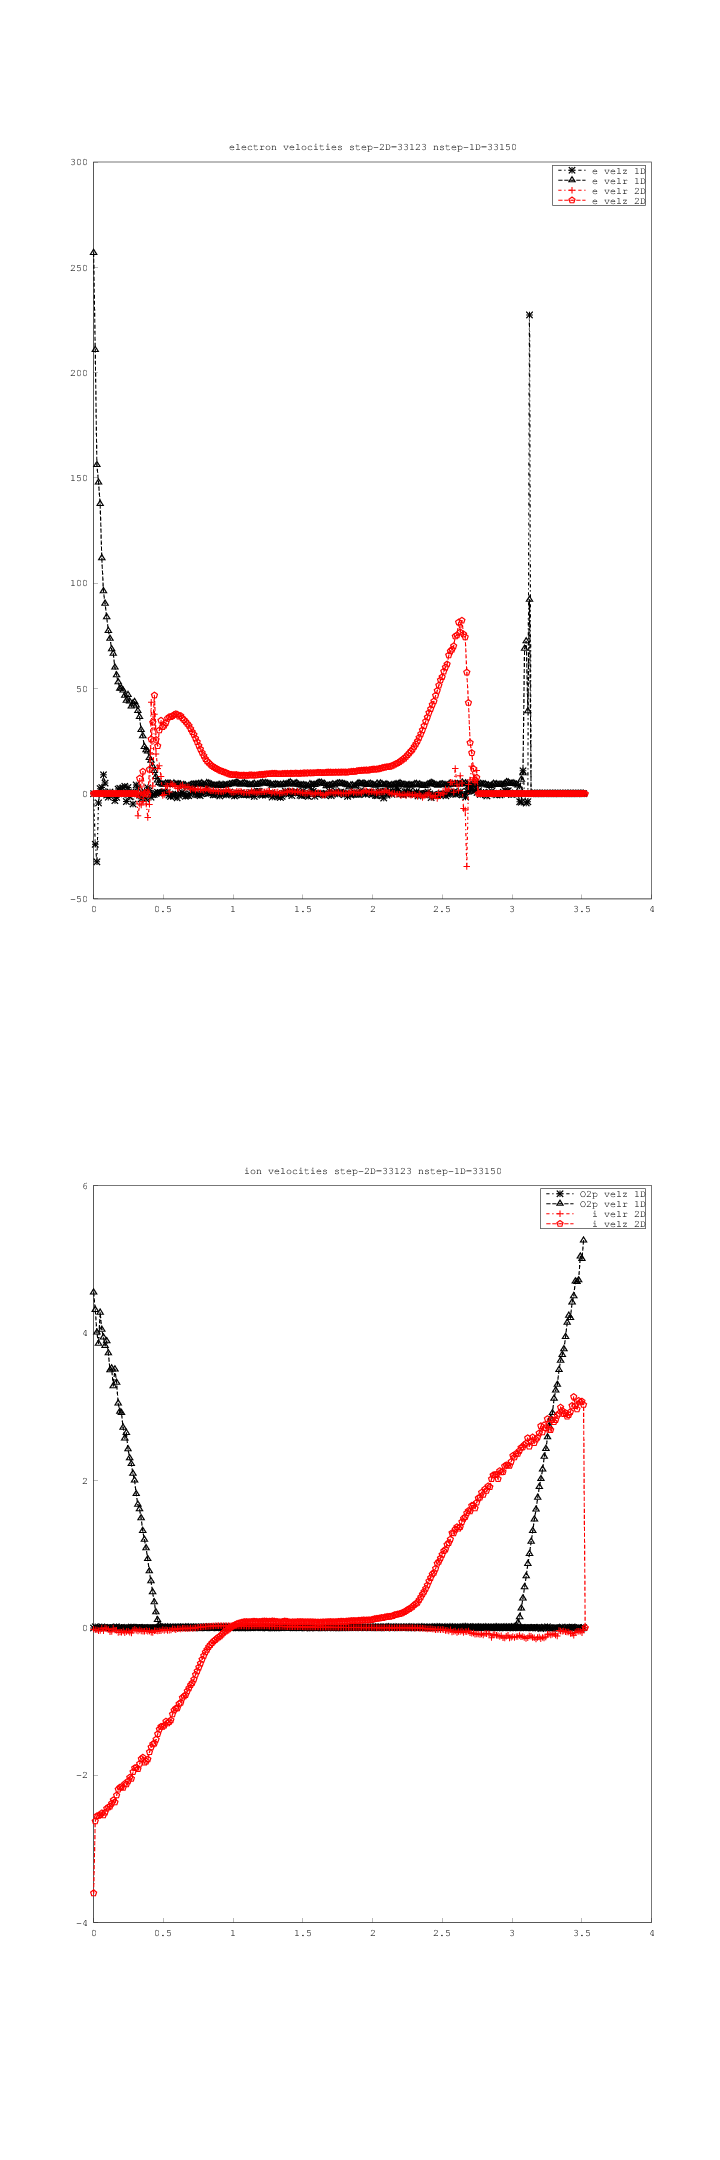 electron velocities step-2D=33123 nstep-1D=33150
300
e velz 1D
e velr 1D
e velr 2D
e velz 2D
250
200
150
100
50
0
-50
0 0.5 1 1.5 2 2.5 3 3.5 4
ion velocities step-2D=33123 nstep-1D=33150
6
O2p velz 1D
O2p velr 1D
i velr 2D
i velz 2D
4
2
0
-2
-4
0 0.5 1 1.5 2 2.5 3 3.5 4